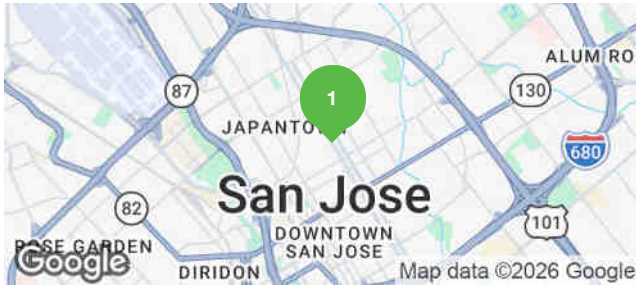 ALUM RO
87
1
130
JAPANTOWN
680
San Jose
82
101
ROSE GARDEN
DOWNTOWN
SAN JOSE
DIRIDON
Google
Map data ©2026 Google